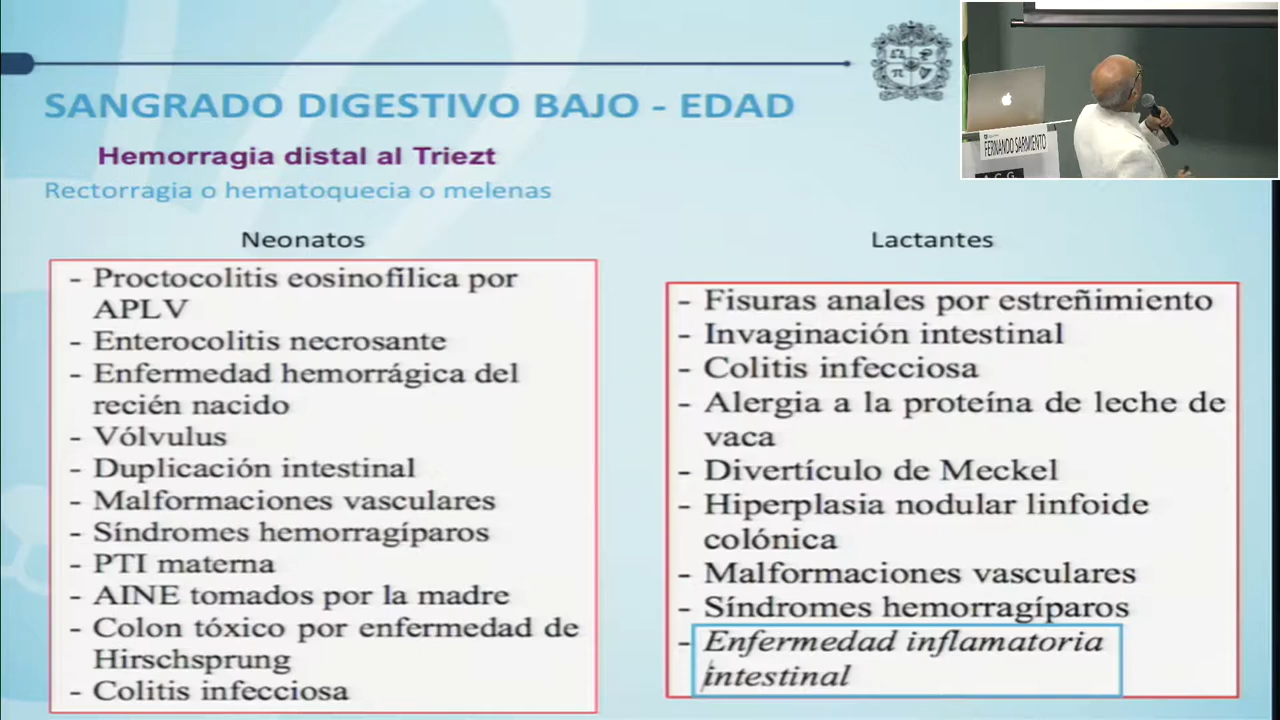 SANGRADO DIGESTIVO BAJO - EDAD
Hemorragia distal al Triezt
Rectorragia o hematoquecia o melenas
Neonatos
- Proctocolitis eosinofílica por
APLV
- Enterocolitis necrosante
- Enfermedad hemorrágica del
recién nacido
- Vólvulus
- Duplicación intestinal
- Malformaciones vasculares
- Síndromes hemorragíparos
- PTI materna
- AINE tomados por la madre
- Colon tóxico por enfermedad de
Hirschsprung
- Colitis infecciosa
Lactantes
- Fisuras anales por estreñimiento
- Invaginación intestinal
- Colitis infecciosa
- Alergia a la proteína de leche de
vaca
- Divertículo de Meckel
- Hiperplasia nodular linfoide
colónica
- Malformaciones vasculares
- Síndromes hemorragíparos
- Enfermedad inflamatoria
intestinal
FERNANDO SARMIENTO